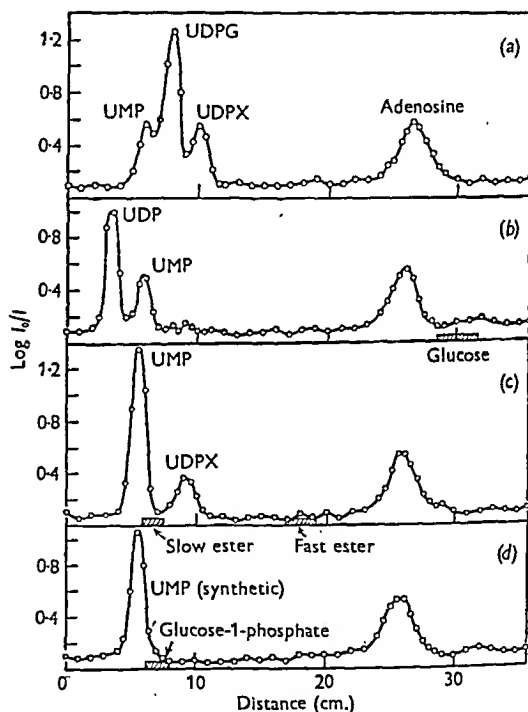 UDPG
(a)
1·2
UMP
UDPX
Adenosine
0·8
0·4
UDP
(b)
0·8
UMP
0·4
Glucose
Log I₀/I
UMP
(c)
1·2
0·8
UDPX
0·4
Slow ester
Fast ester
(d)
0·8
UMP (synthetic)
Glucose-1-phosphate
0·4
0
10
20
30
Distance (cm.)